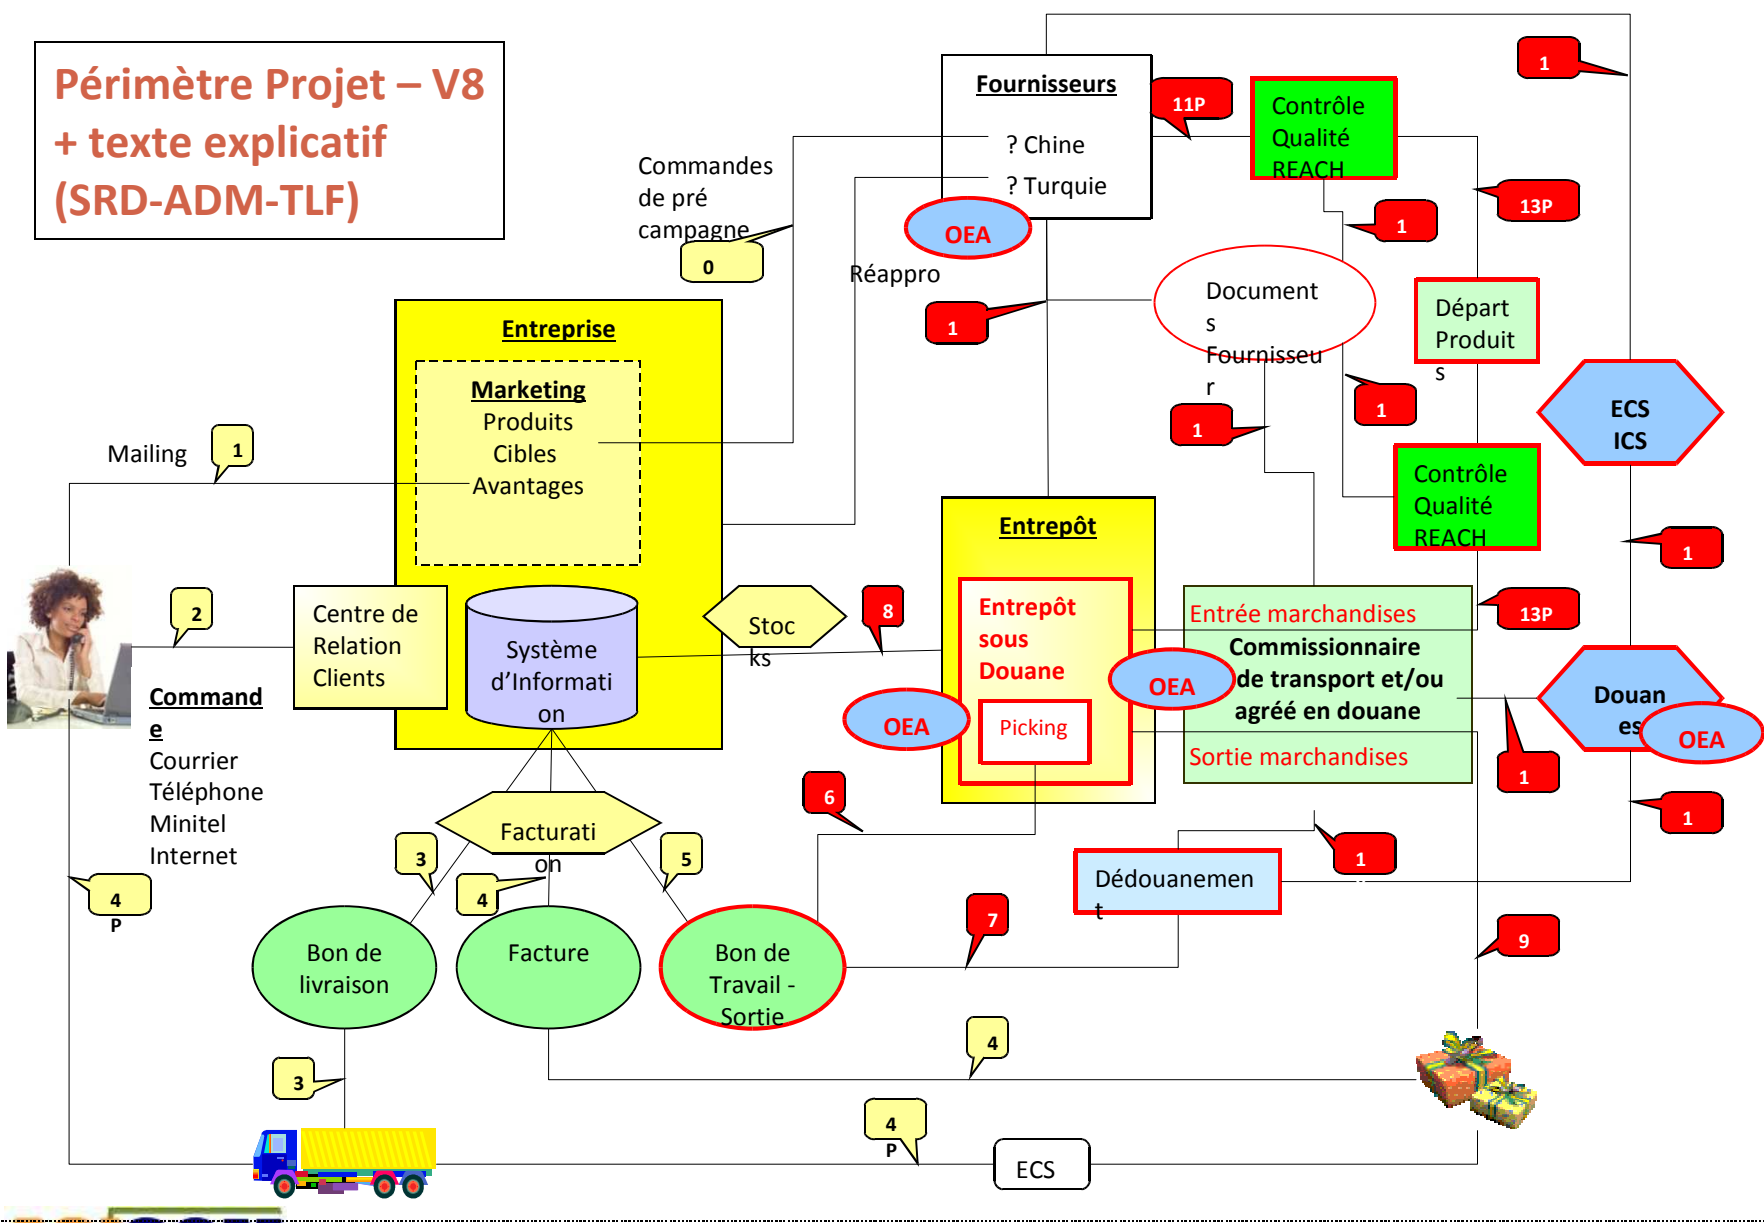 Périmètre Projet – V8
+ texte explicatif
(SRD-ADM-TLF)
Commandes
de pré
campagne
0
Réappro
Fournisseurs
? Chine
? Turquie
OEA
11P
Contrôle
Qualité
REACH
1
13P
1
1
Document
s
Fournisseu
r
Départ
Produit
s
1
1
ECS
ICS
Contrôle
Qualité
REACH
1
13P
Entreprise
Marketing
Produits
Cibles
Avantages
Mailing
1
2
Centre de
Relation
Clients
Système
d'Informati
on
Stoc
ks
8
Entrepôt
Entrepôt
sous
Douane
Picking
OEA
OEA
Entrée marchandises
Commissionnaire
de transport et/ou
agréé en douane
Sortie marchandises
Douan
es
OEA
1
1
1
Command
e
Courrier
Téléphone
Minitel
Internet
4
P
Facturati
on
3
4
5
6
7
Dédouanemen
t
9
Bon de
livraison
Facture
Bon de
Travail -
Sortie
3
4
4
P
ECS